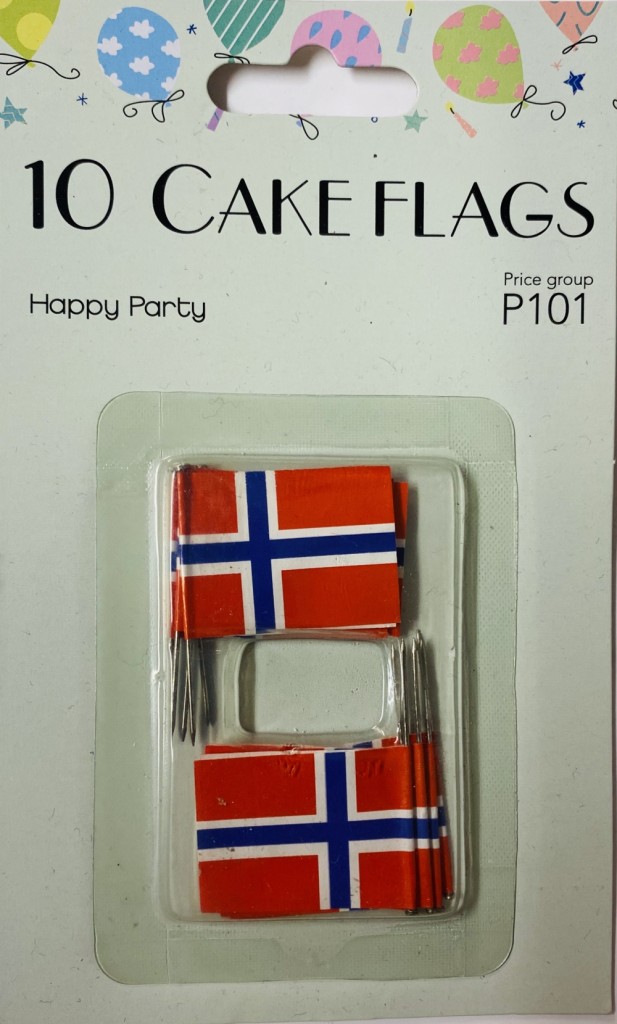 10 CAKE FLAGS
Happy Party
Price group
P101